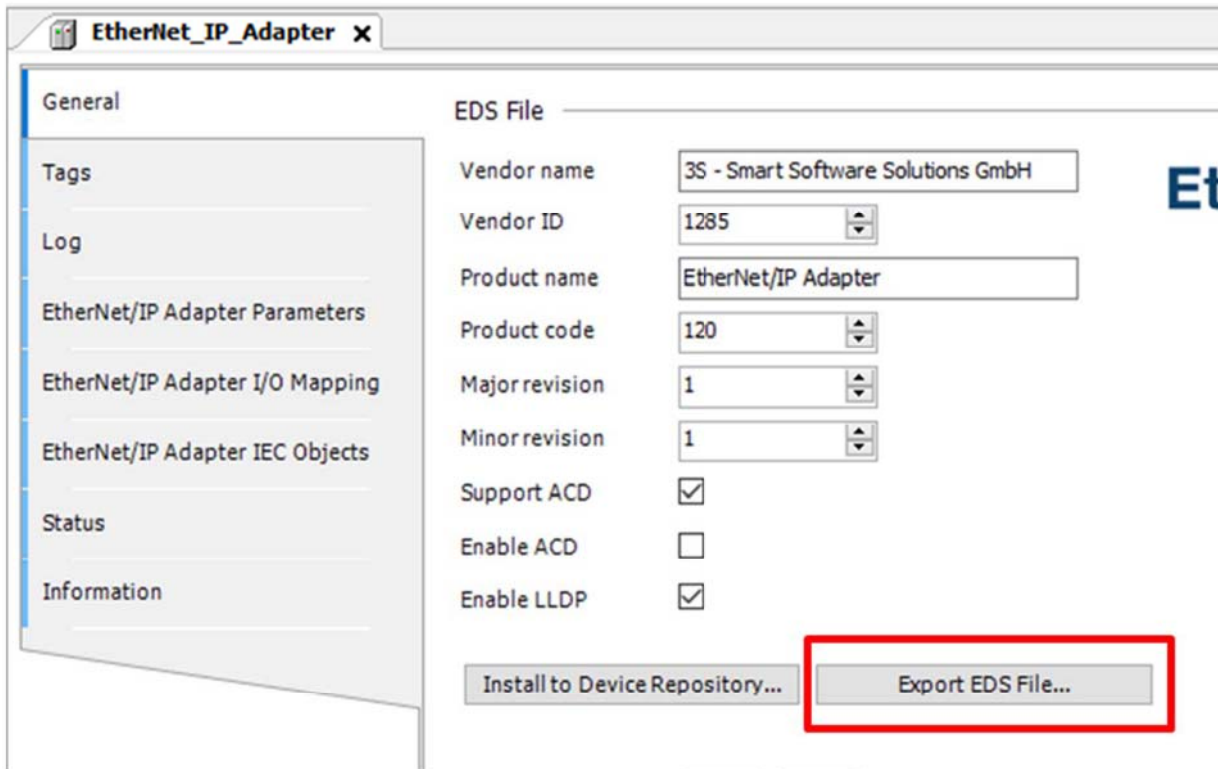 EtherNet_IP_Adapter
General
Tags
Log
EtherNet/IP Adapter Parameters
EtherNet/IP Adapter I/O Mapping
EtherNet/IP Adapter IEC Objects
Status
Information
EDS File
Vendor name 3S - Smart Software Solutions GmbH
Vendor ID 1285
Product name EtherNet/IP Adapter
Product code 120
Major revision 1
Minor revision 1
Support ACD
Enable ACD
Enable LLDP
Install to Device Repository... Export EDS File...
Et